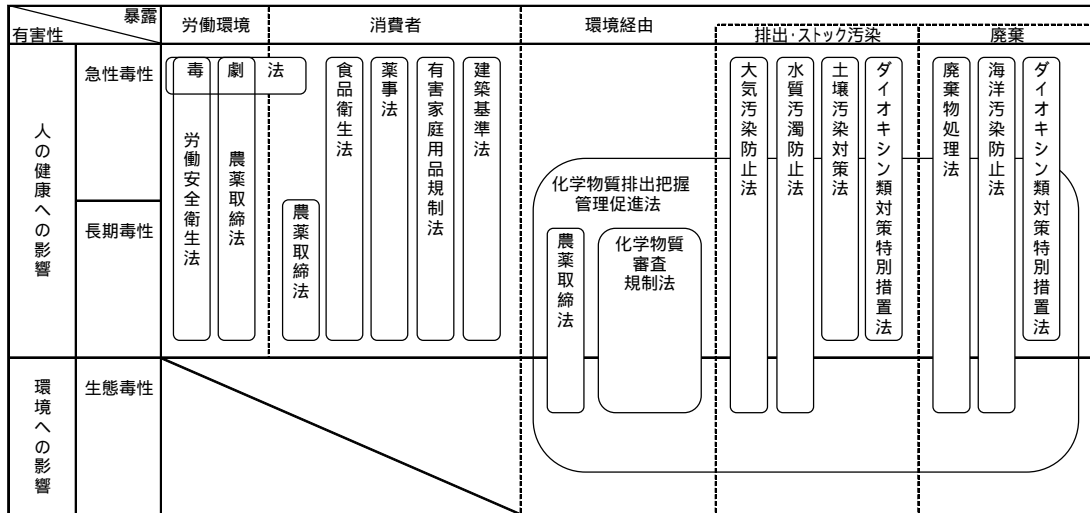 暴露
有害性
労働環境
消費者
環境経由
排出・ストック汚染
廃棄
人の健康への影響
急性毒性
長期毒性
毒劇法
労働安全衛生法
農薬取締法
農薬取締法
食品衛生法
薬事法
有害家庭用品規制法
建築基準法
化学物質排出把握
管理促進法
農薬取締法
化学物質
審査
規制法
大気汚染防止法
水質汚濁防止法
土壌汚染対策法
ダイオキシン類対策特別措置法
廃棄物処理法
海洋汚染防止法
ダイオキシン類対策特別措置法
環境への影響
生態毒性